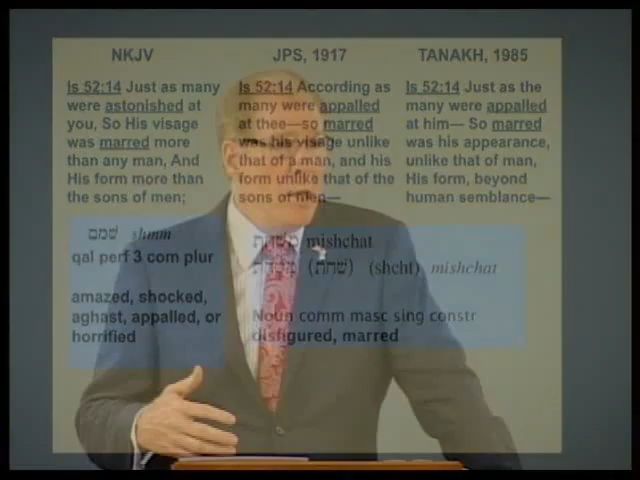 NKJV
Is 52:14 Just as many
were astonished at
you, So His visage
was marred more
than any man, And
His form more than
the sons of men;
JPS, 1917
Is 52:14 According as
many were appalled
at thee—so marred
was his visage unlike
that of a man, and his
form unlike that of the
sons of men—
TANAKH, 1985
Is 52:14 Just as the
many were appalled
at him— So marred
was his appearance,
unlike that of man,
His form, beyond
human semblance—
שׁמם shmm
qal perf 3 com plur
amazed, shocked,
aghast, appalled, or
horrified
mishchat
(שׁחת) (shcht) mishchat
Noun comm masc sing constr
disfigured, marred